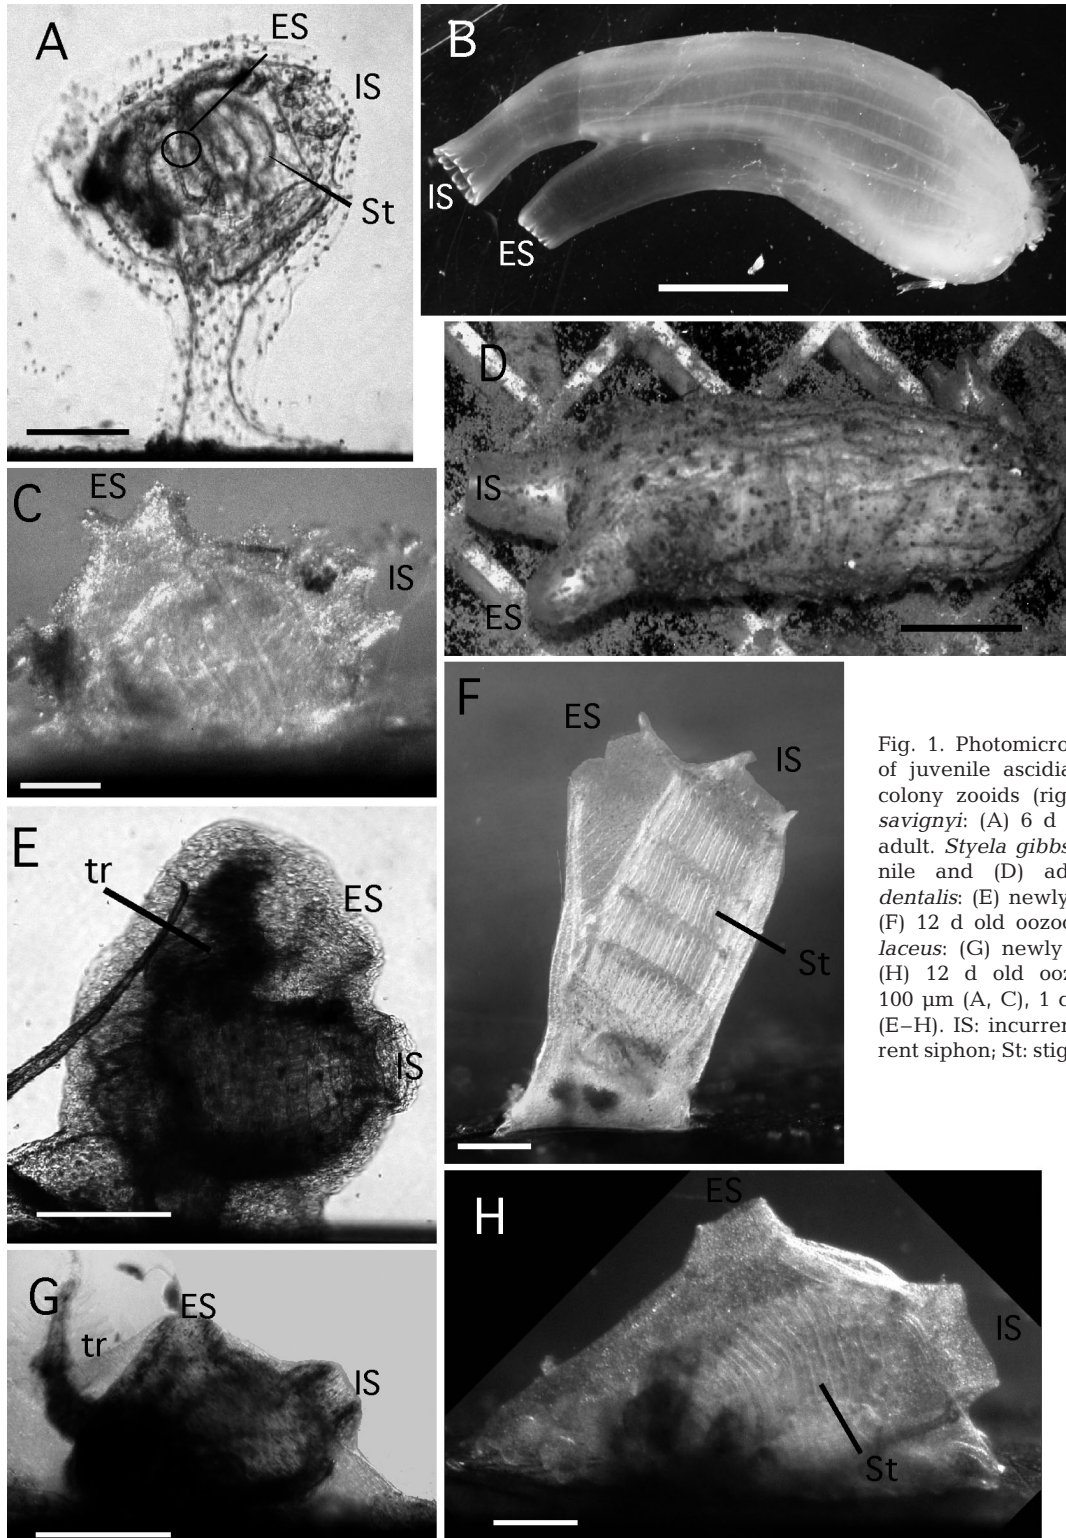 A
ES
IS
St
B
IS
ES
D
IS
ES
C
ES
IS
F
ES
IS
St
E
tr
ES
IS
G
tr
ES
IS
H
ES
IS
St
Fig. 1. Photomicro
of juvenile ascidia
colony zooids (rig
savignyi: (A) 6 d
adult. Styela gibbs
nile and (D) ad
dentalis: (E) newly
(F) 12 d old oozoo
laceus: (G) newly
(H) 12 d old ooz
100 µm (A, C), 1 c
(E–H). IS: incurren
rent siphon; St: stig